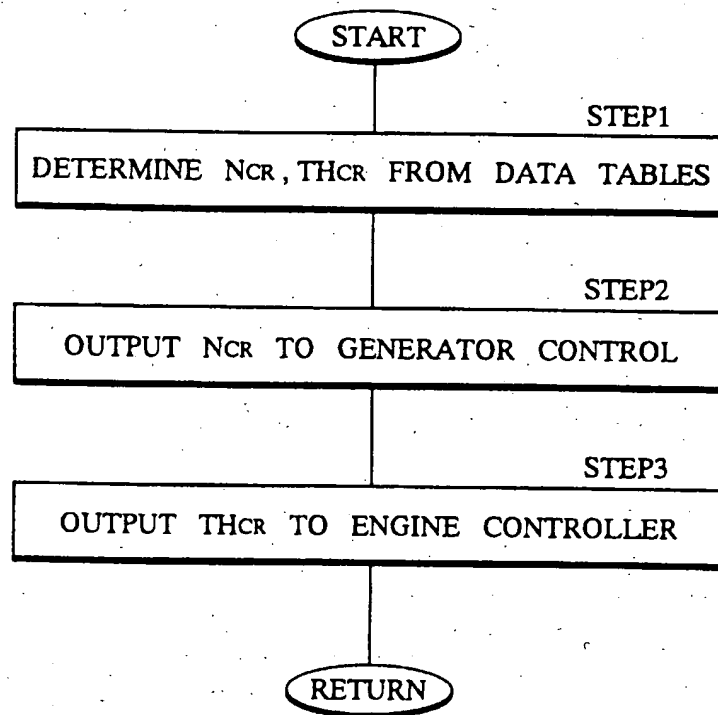 START
STEP1
DETERMINE NCR, THCR FROM DATA TABLES
STEP2
OUTPUT NCR TO GENERATOR CONTROL
STEP3
OUTPUT THCR TO ENGINE CONTROLLER
RETURN